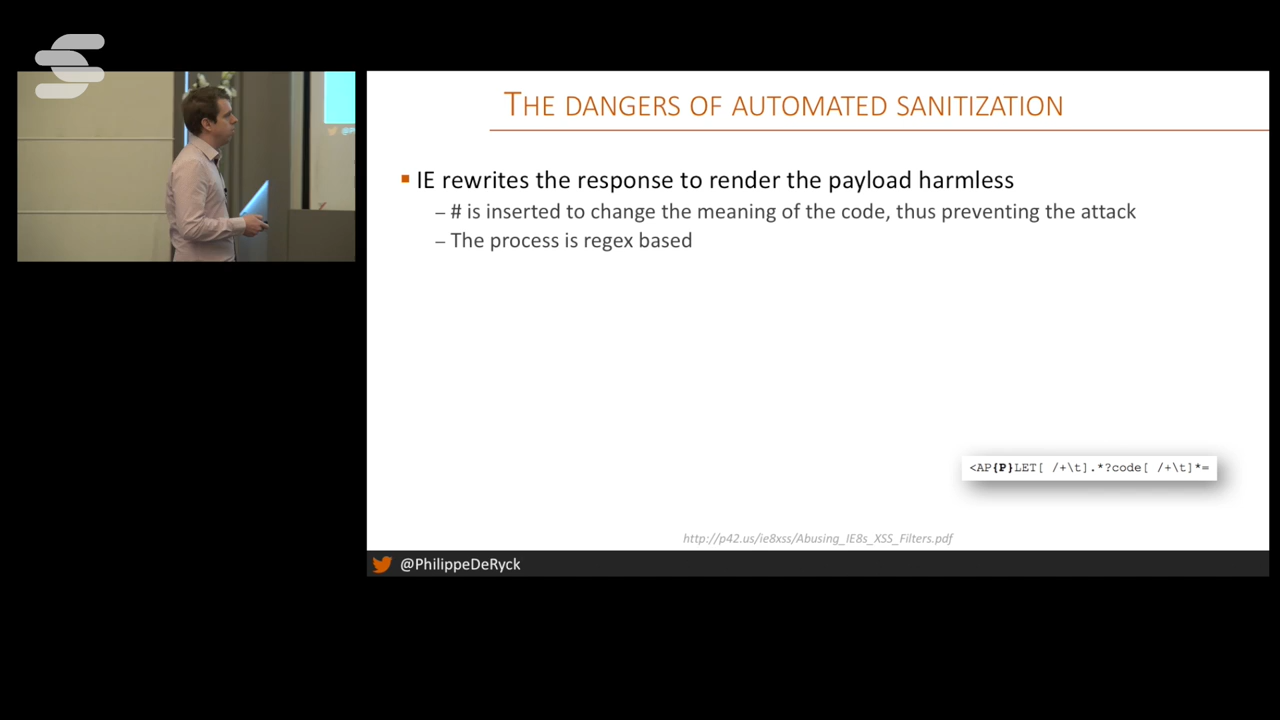 THE DANGERS OF AUTOMATED SANITIZATION
IE rewrites the response to render the payload harmless
– # is inserted to change the meaning of the code, thus preventing the attack
– The process is regex based
<AP{P}LET[ /+\t].*?code[ /+\t]*=
http://p42.us/ie8xss/Abusing_IE8s_XSS_Filters.pdf
@PhilippeDeRyck